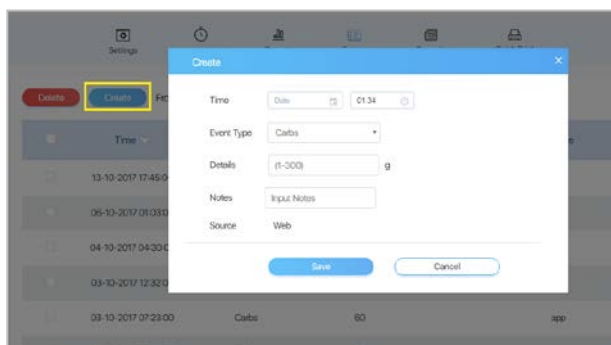 Settings
Create
Delete
Create
Time
Date
01:34
Event Type
Carbs
Details
(1-300)
g
Notes
Input Notes
Source
Web
Save
Cancel
Time
13-10-2017 17:45:0
06-10-2017 01:03:0
04-10-2017 04:30:0
03-10-2017 12:32:0
03-10-2017 07:23:00 Carbs 60 app